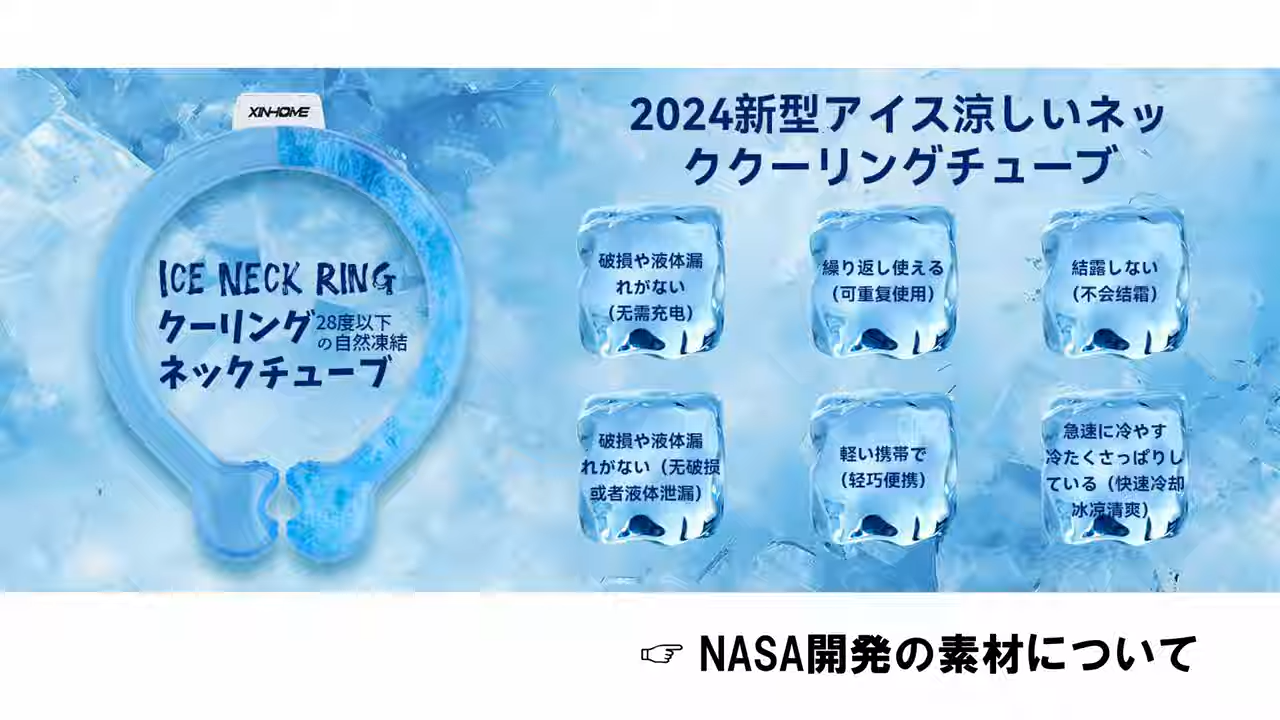 XINHOME
ICE NECK RING
クーリング
28度以下
の自然凍結
ネックチューブ
2024新型アイス涼しいネッ
ククーリングチューブ
破損や液体漏
れがない
（无需充电）
繰り返し使える
（可重复使用）
結露しない
（不会结霜）
破損や液体漏
れがない（无破损
或者液体泄漏）
軽い携帯で
（轻巧便携）
急速に冷やす
冷たくさっぱりし
ている（快速冷却
冰凉清爽）
☞ NASA開発の素材について